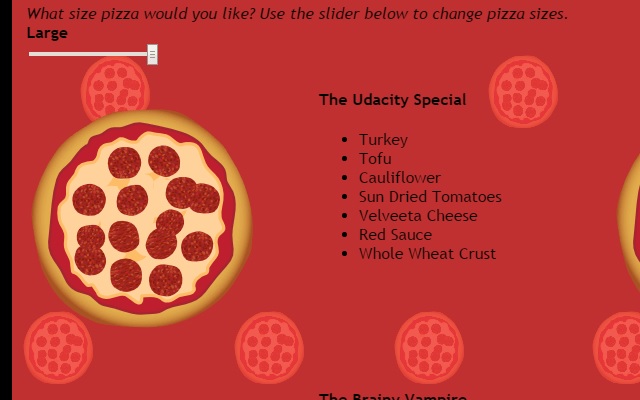 What size pizza would you like? Use the slider below to change pizza sizes.
Large
The Udacity Special
Turkey
Tofu
Cauliflower
Sun Dried Tomatoes
Velveeta Cheese
Red Sauce
Whole Wheat Crust
The Brainy Vampire